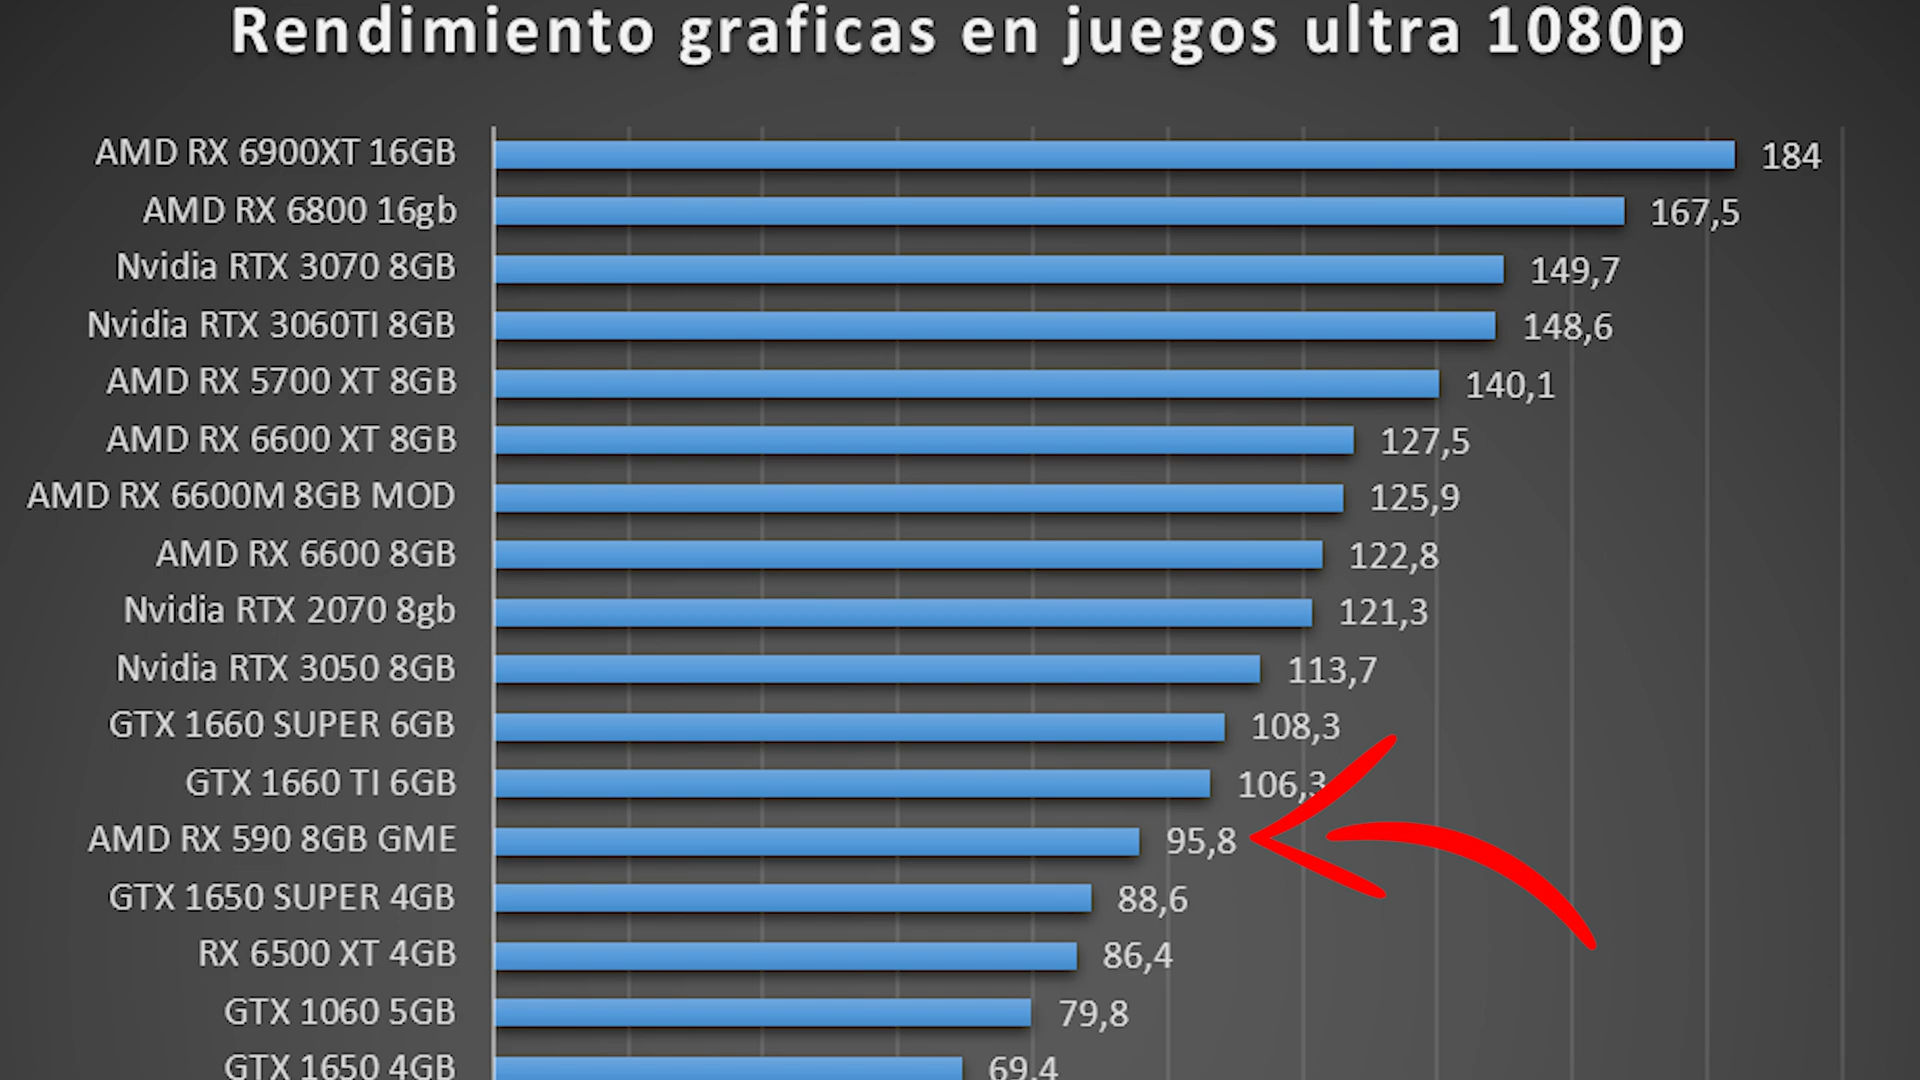 Rendimiento graficas en juegos ultra 1080p
AMD RX 6900XT 16GB 184
AMD RX 6800 16gb 167,5
Nvidia RTX 3070 8GB 149,7
Nvidia RTX 3060TI 8GB 148,6
AMD RX 5700 XT 8GB 140,1
AMD RX 6600 XT 8GB 127,5
AMD RX 6600M 8GB MOD 125,9
AMD RX 6600 8GB 122,8
Nvidia RTX 2070 8gb 121,3
Nvidia RTX 3050 8GB 113,7
GTX 1660 SUPER 6GB 108,3
GTX 1660 TI 6GB 106,3
AMD RX 590 8GB GME 95,8
GTX 1650 SUPER 4GB 88,6
RX 6500 XT 4GB 86,4
GTX 1060 5GB 79,8
GTX 1650 4GB 69,4